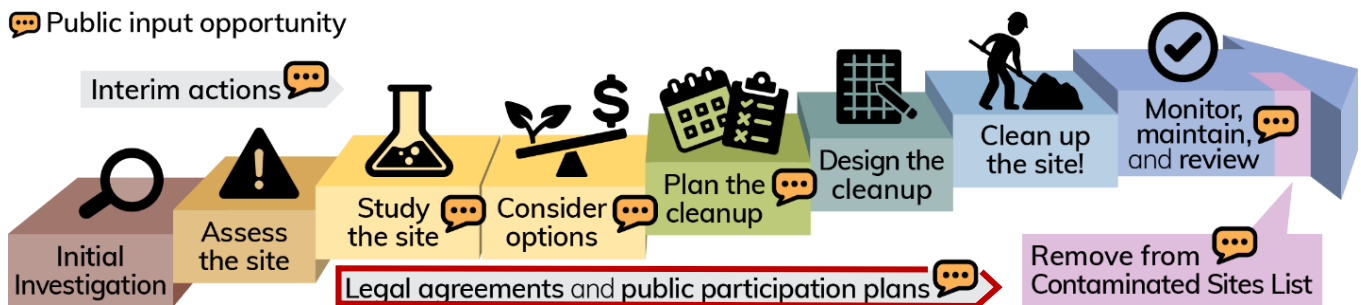 Public input opportunity
Interim actions
Initial
Investigation
Assess
the site
Study
the site
Consider
options
Plan the
cleanup
Design the
cleanup
Clean up
the site!
Monitor,
maintain,
and review
Legal agreements and public participation plans
Remove from
Contaminated Sites List